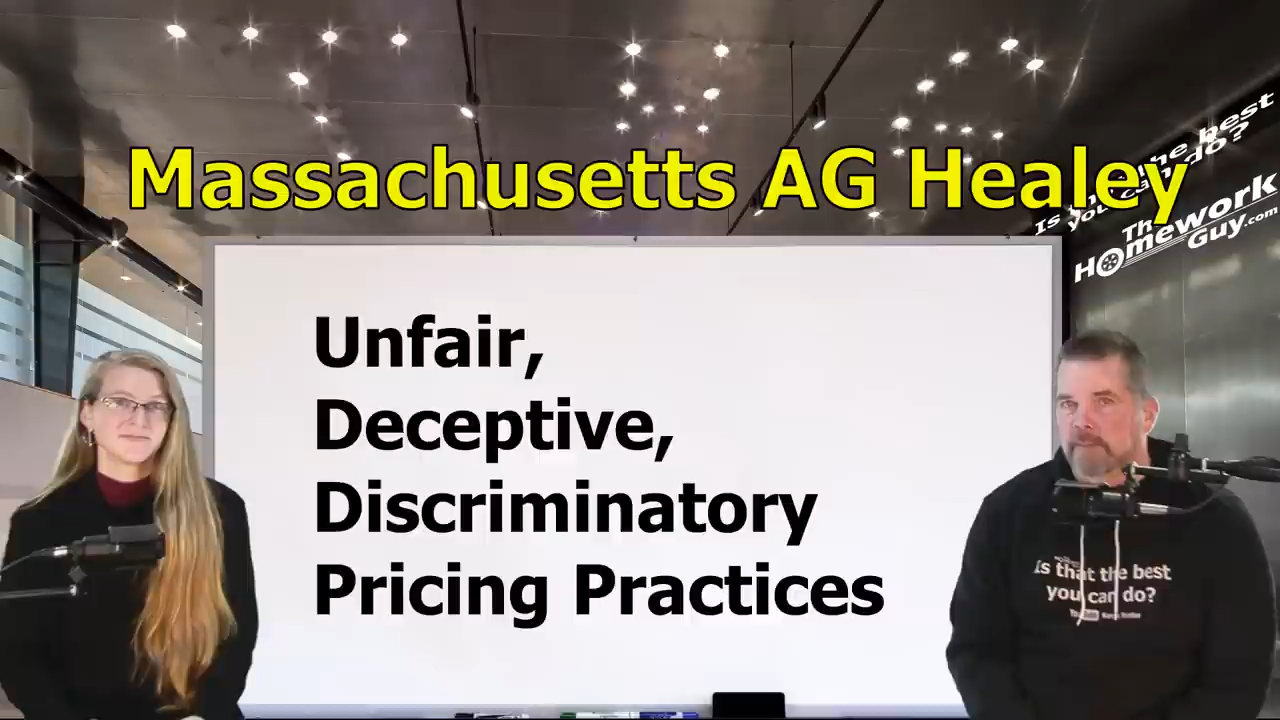 Massachusetts AG Healey
Is that the best
you can do?
The
Homework
Guy.com
Unfair,
Deceptive,
Discriminatory
Pricing Practices
Is that the best
you can do?